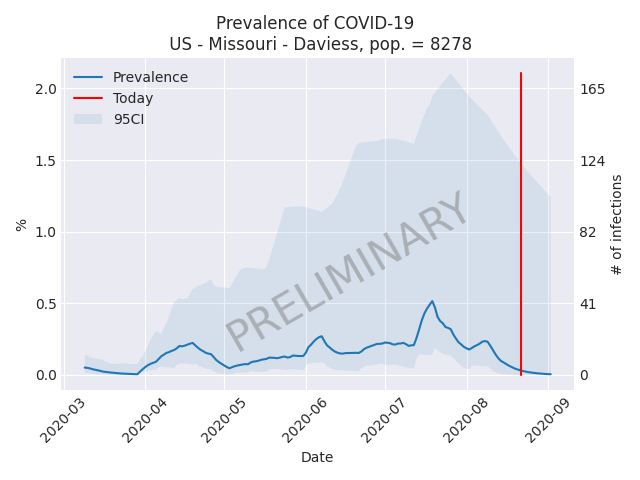 Prevalence of COVID-19
US - Missouri - Daviess, pop. = 8278
Prevalence
Today
95CI
PRELIMINARY
%
2.0
1.5
1.0
0.5
0.0
# of infections
165
124
82
41
0
2020-03
2020-04
2020-05
2020-06
2020-07
2020-08
2020-09
Date